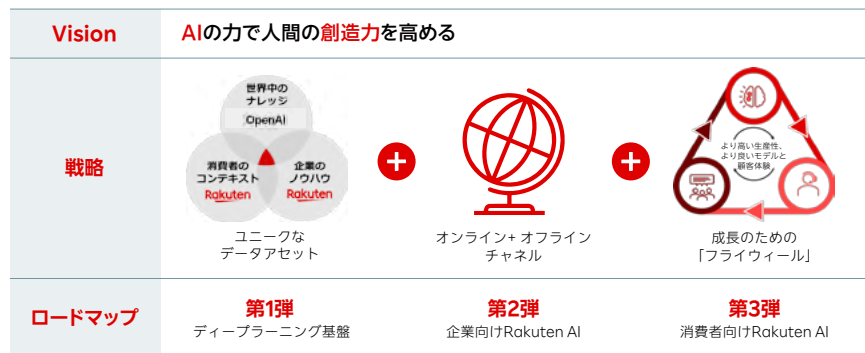 Vision
AIの力で人間の創造力を高める
戦略
世界中の
ナレッジ
OpenAI
消費者の
コンテキスト
Rakuten
企業の
ノウハウ
Rakuten
ユニークな
データアセット
オンライン+ オフライン
チャネル
より高い生産性、
より良いモデルと
顧客体験
成長のための
「フライウィール」
ロードマップ
第1弾
ディープラーニング基盤
第2弾
企業向けRakuten AI
第3弾
消費者向けRakuten AI